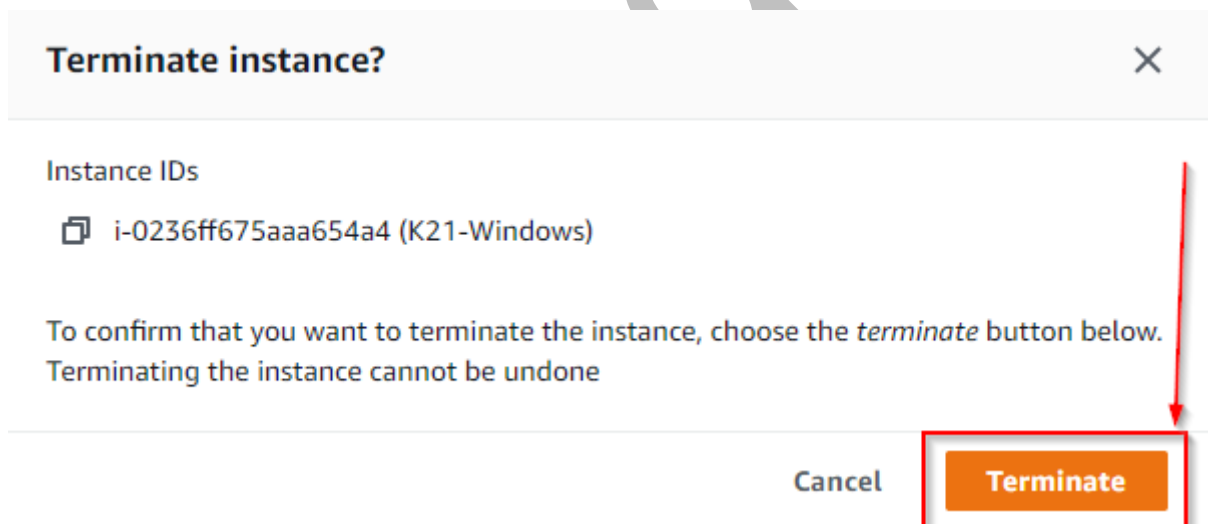 Terminate instance?
Instance IDs
i-0236ff675aaa654a4 (K21-Windows)
To confirm that you want to terminate the instance, choose the terminate button below.
Terminating the instance cannot be undone
Cancel
Terminate